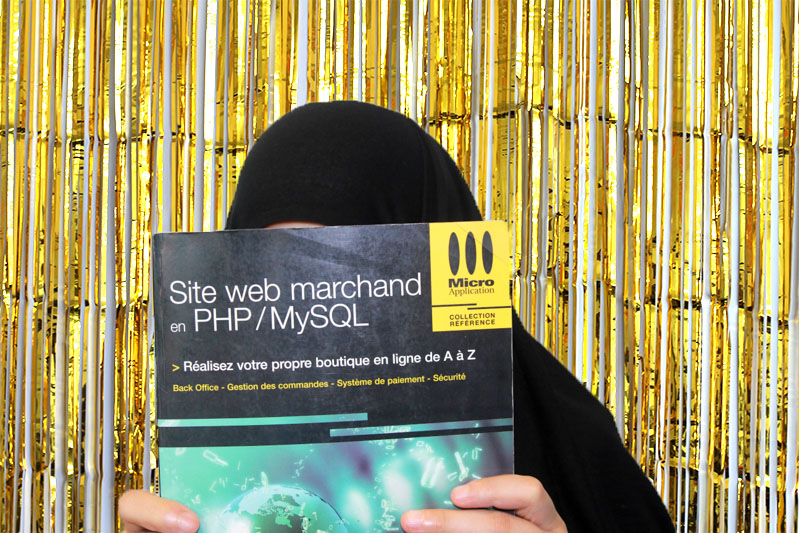 Site web marchand
en PHP/MySQL
> Réalisez votre propre boutique en ligne de A à Z
Back Office - Gestion des commandes - Système de paiement - Sécurité
Micro
Application
COLLECTION
RÉFÉRENCE